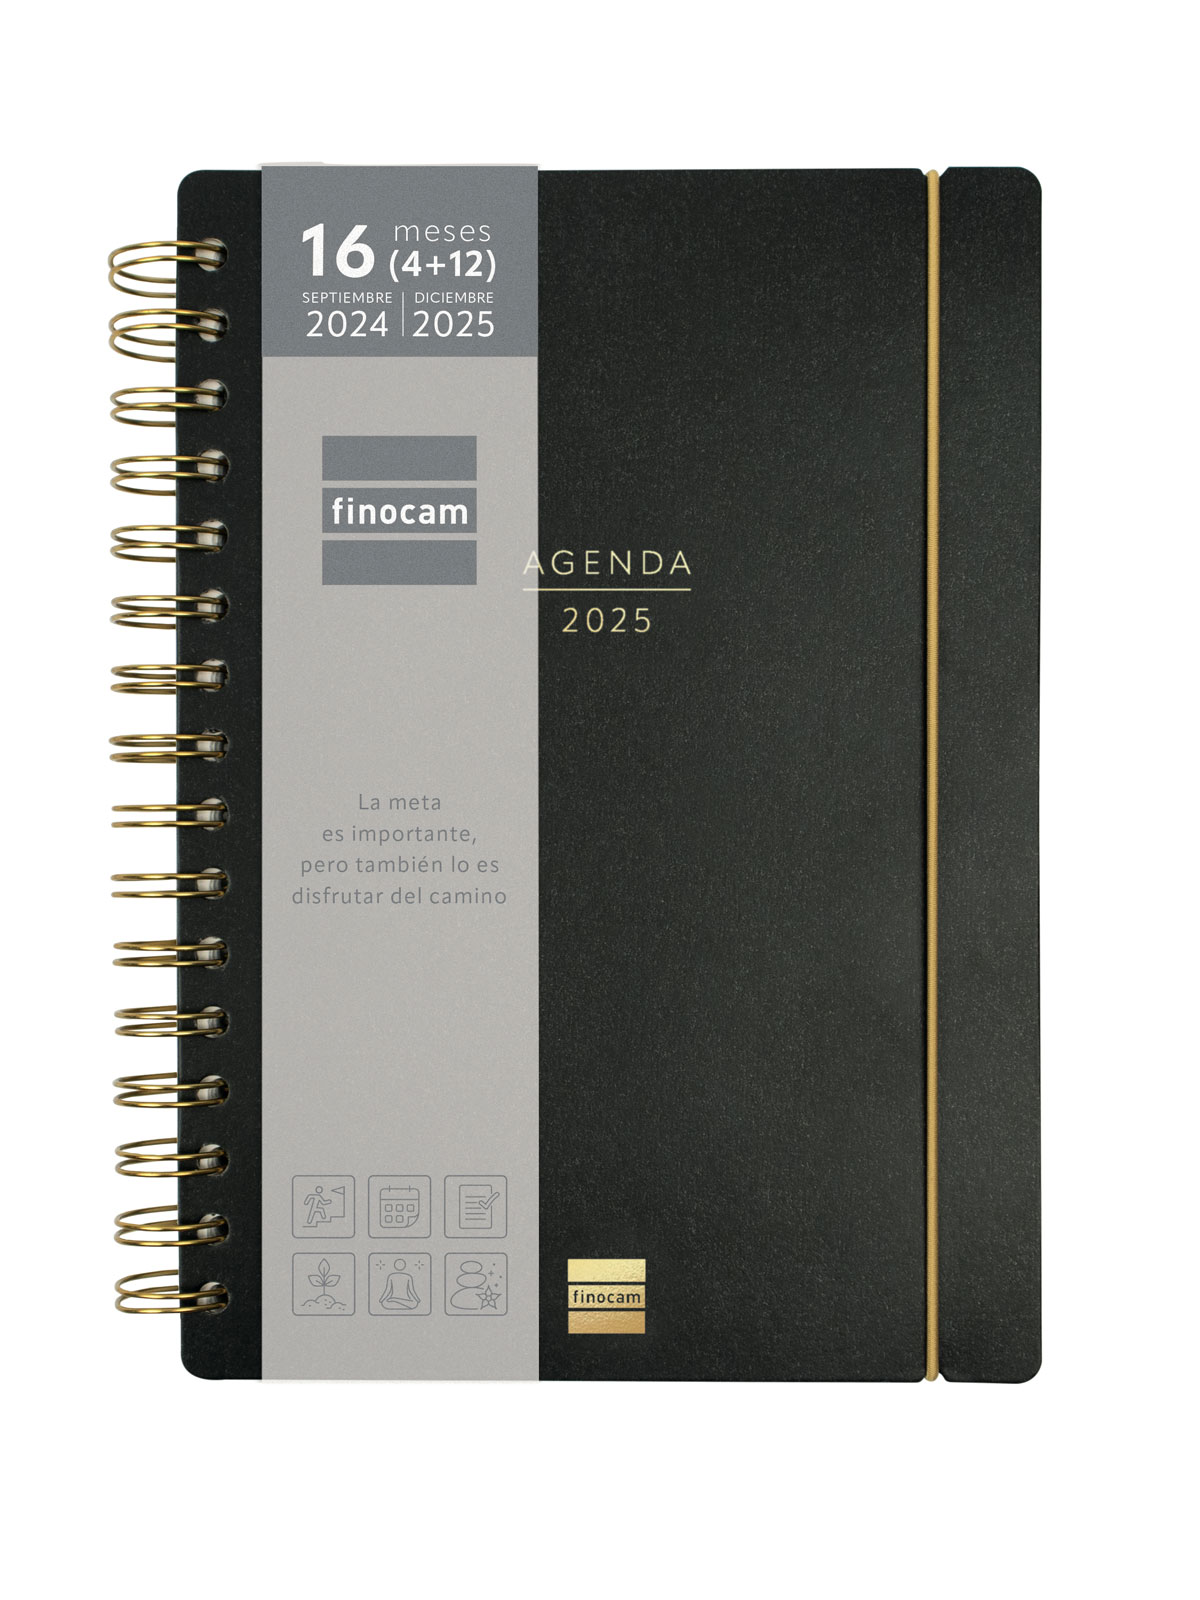 16 meses
(4+12)
SEPTIEMBRE
2024
DICIEMBRE
2025
finocam
AGENDA
2025
La meta
es importante,
pero también lo es
disfrutar del camino
finocam